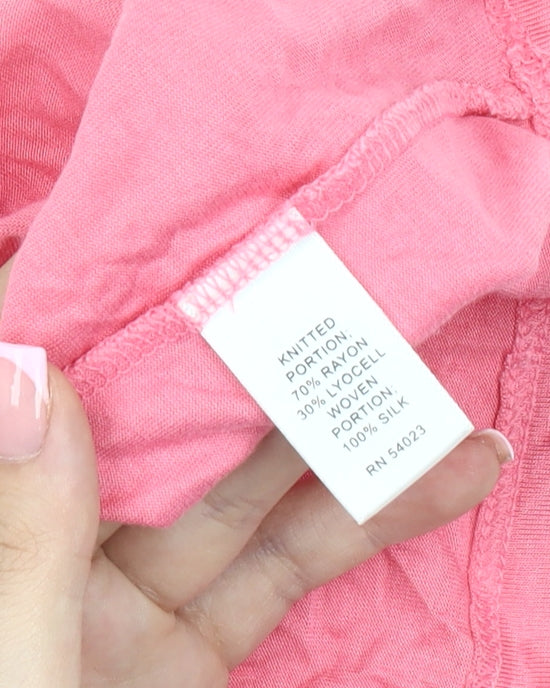 KNITTED
PORTION:
70% RAYON
30% LYOCELL
WOVEN
PORTION:
100% SILK
RN 54023